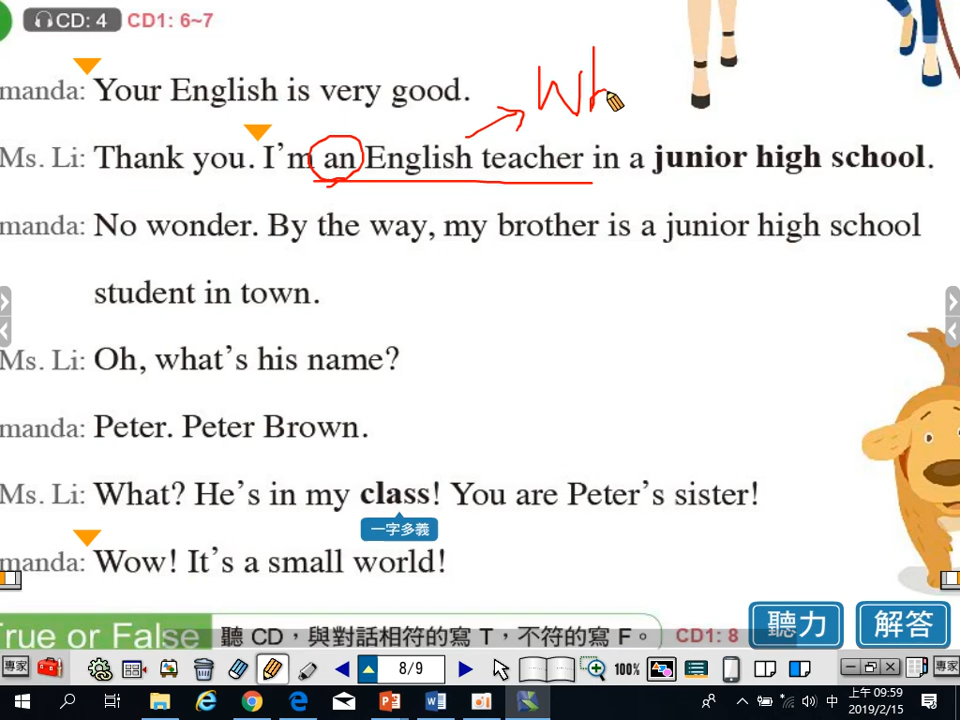 CD: 4 CD1: 6~7
manda: Your English is very good.
Wh
Ms. Li: Thank you. I'm an English teacher in a junior high school.
manda: No wonder. By the way, my brother is a junior high school
student in town.
Ms. Li: Oh, what's his name?
manda: Peter. Peter Brown.
Ms. Li: What? He's in my class! You are Peter's sister!
一字多義
manda: Wow! It's a small world!
True or False 聽 CD，與對話相符的寫 T，不符的寫 F。 CD1: 8 聽力 解答
專家 8/9 100% 專家
中 上午 09:59
2019/2/15